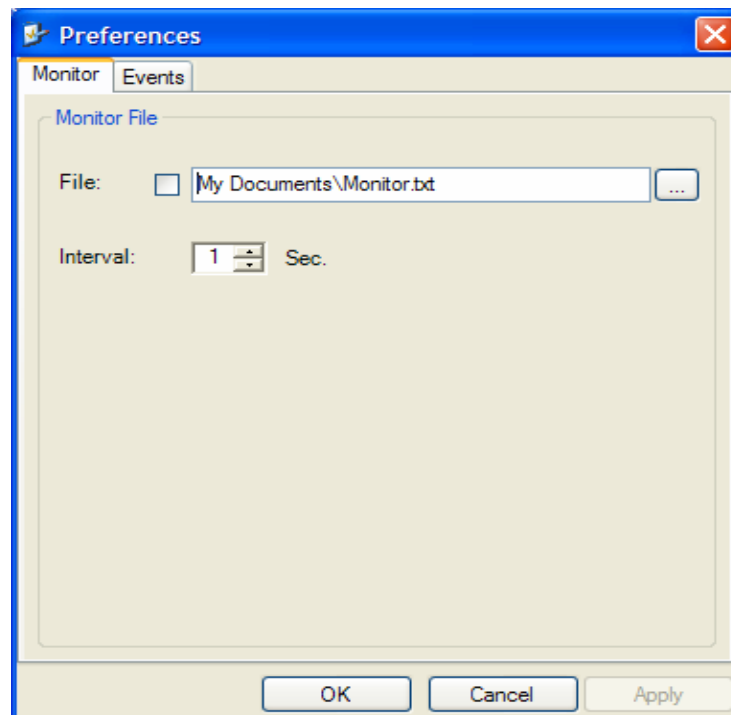 Preferences
Monitor Events
Monitor File
File: My Documents\Monitor.txt ...
Interval: 1 Sec.
OK Cancel Apply